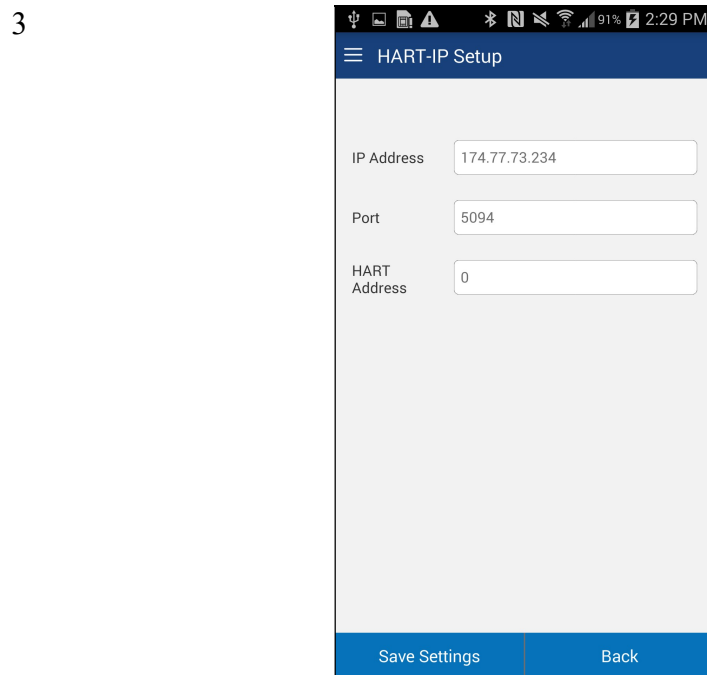 3
91% 2:29 PM
HART-IP Setup
IP Address 174.77.73.234
Port 5094
HART
Address 0
Save Settings Back